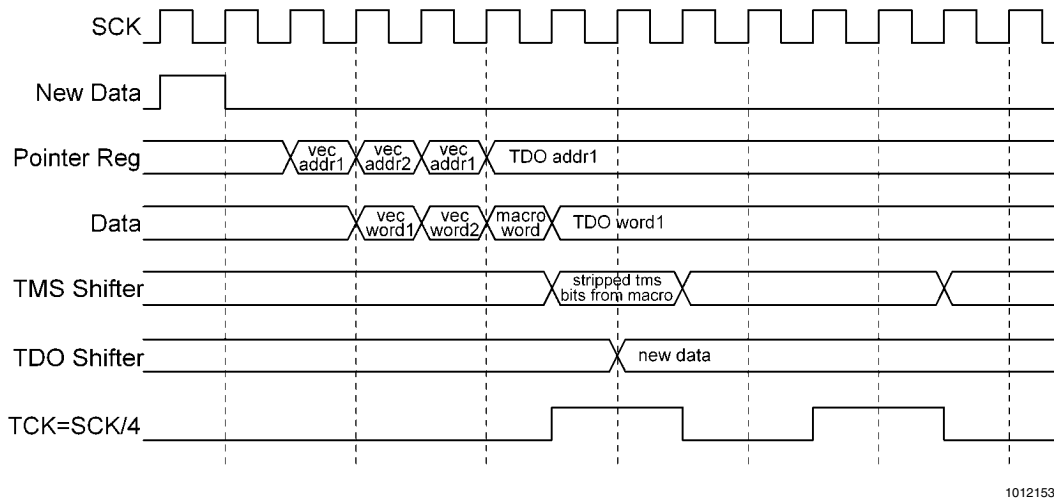 SCK
New Data
Pointer Reg
vec
addr1
vec
addr2
vec
addr1
TDO addr1
Data
vec
word1
vec
word2
macro
word
TDO word1
TMS Shifter
stripped tms
bits from macro
TDO Shifter
new data
TCK=SCK/4
1012153